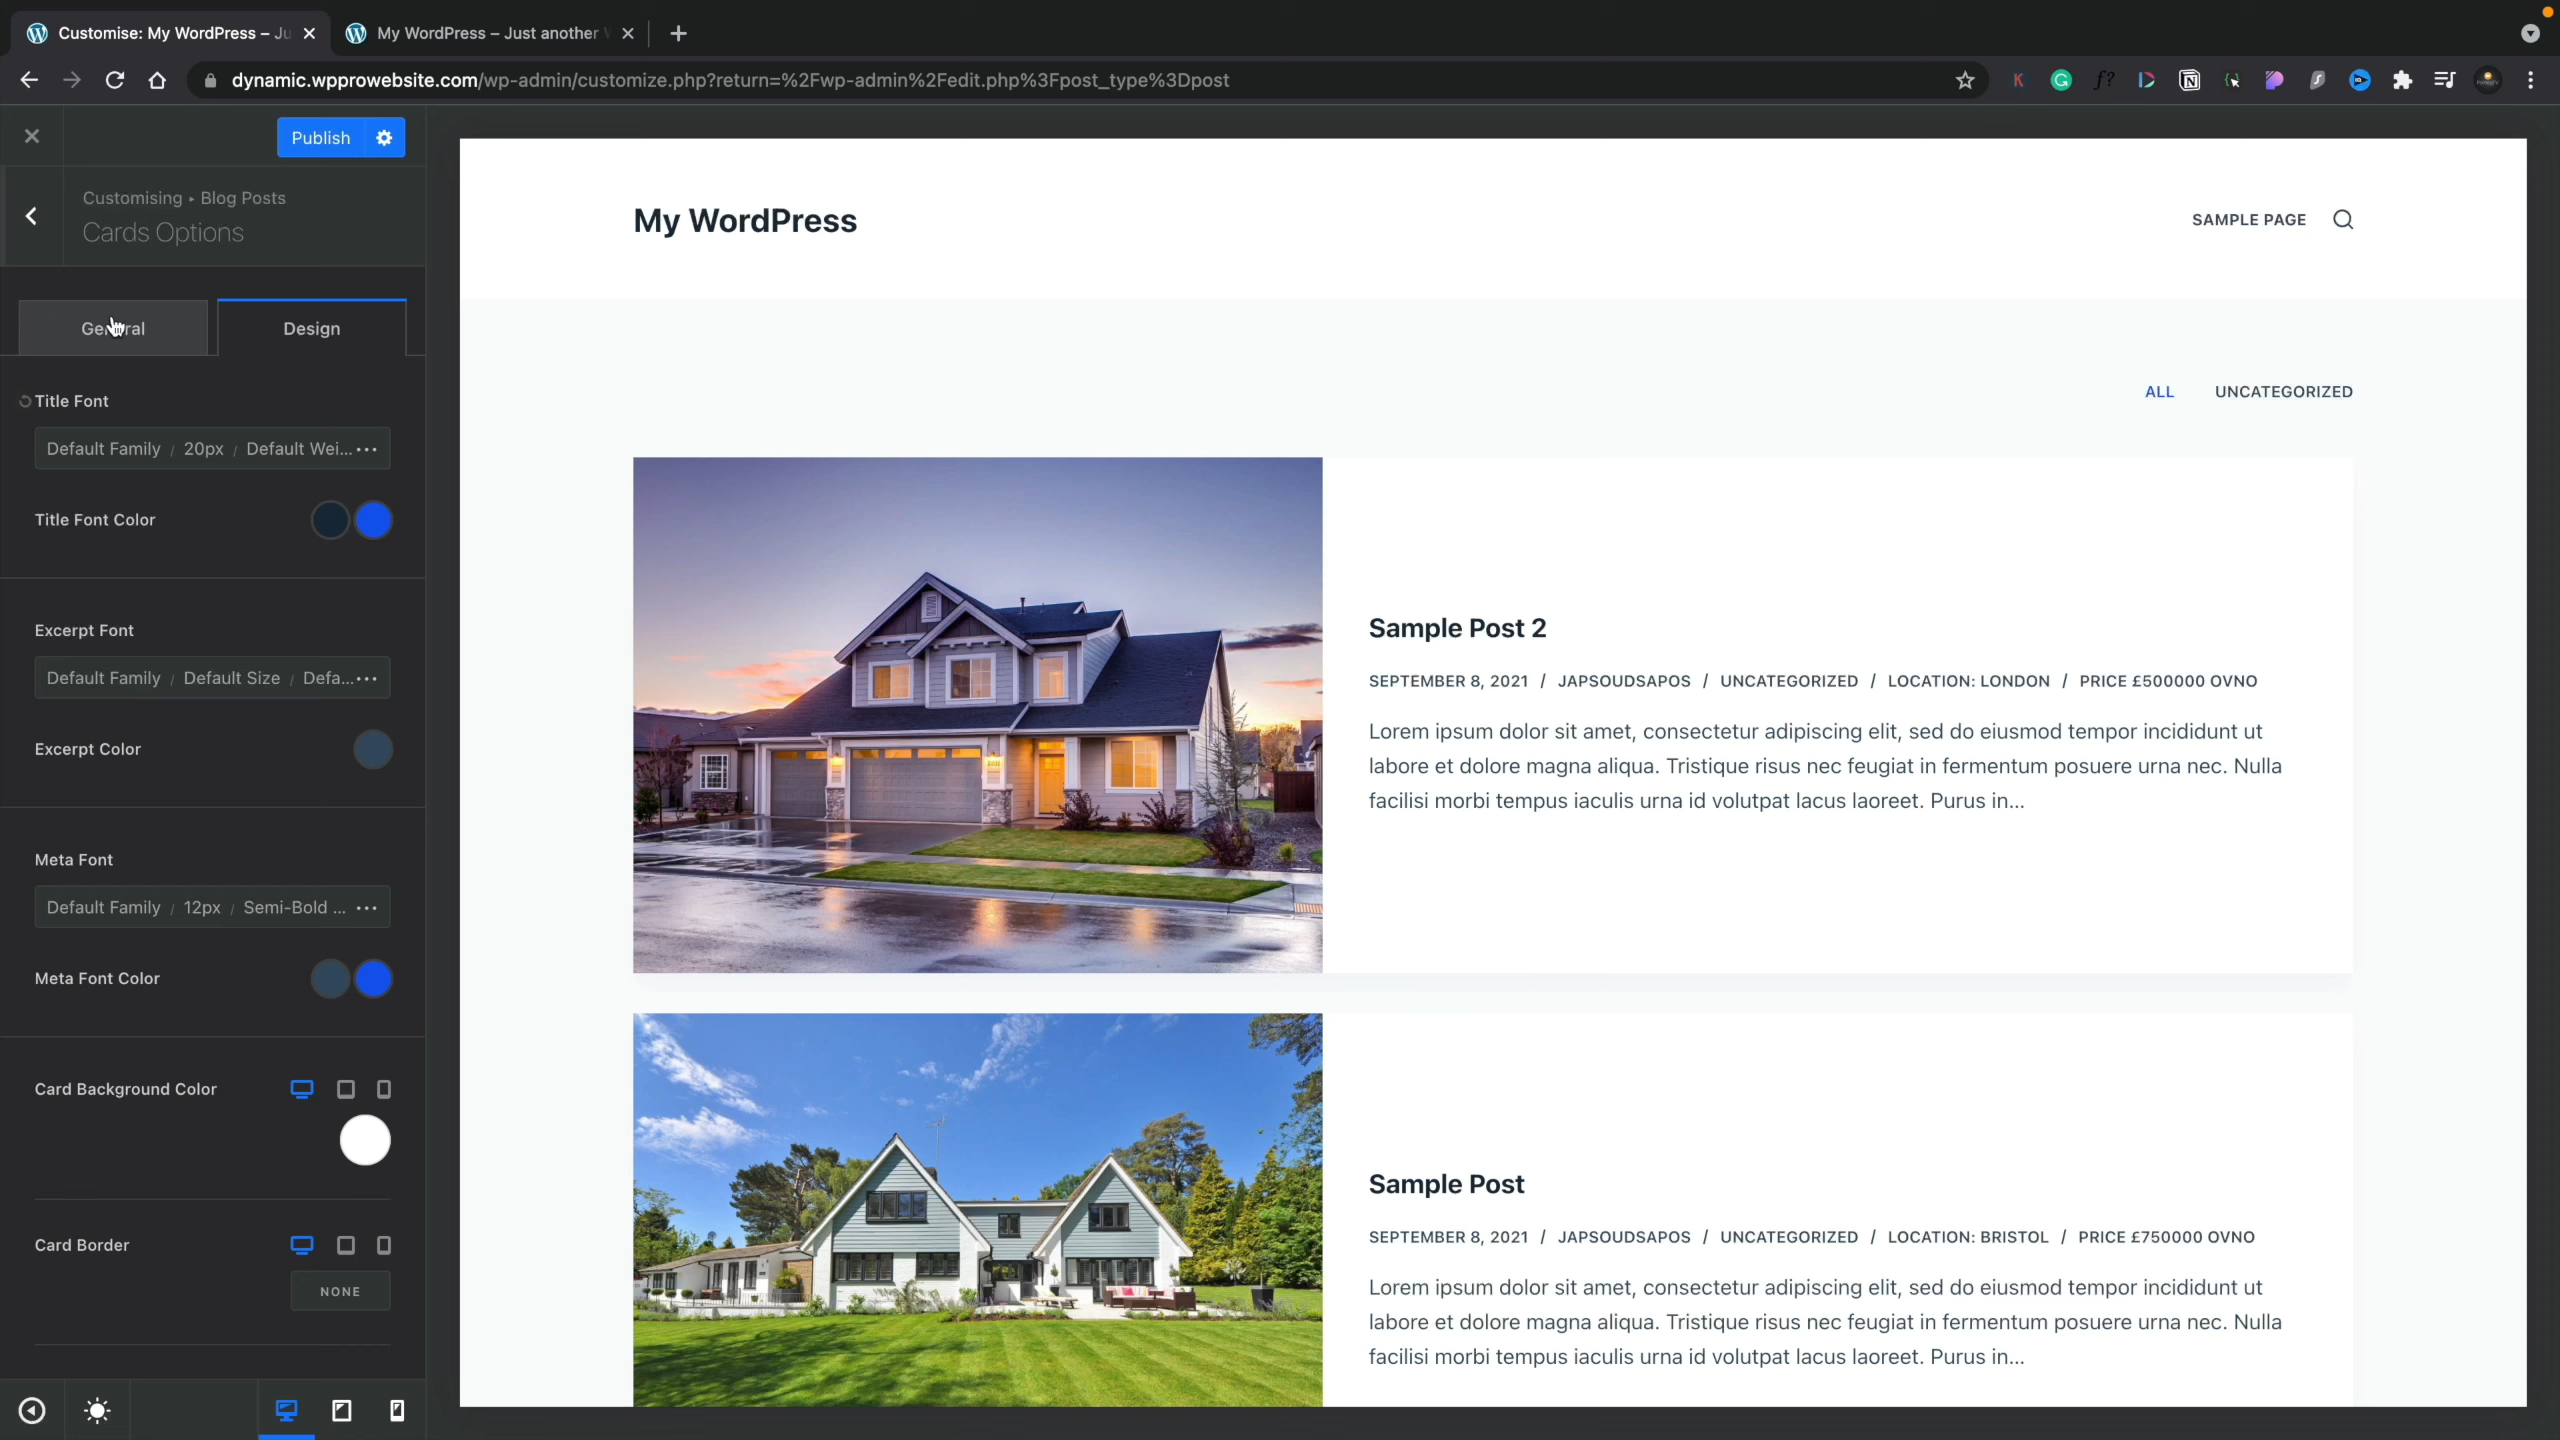 Customise: My WordPress – Ju
My WordPress – Just another
dynamic.wpprowebsite.com/wp-admin/customize.php?return=%2Fwp-admin%2Fedit.php%3Fpost_type%3Dpost
Publish
Customising ▸ Blog Posts
Cards Options
General
Design
Title Font
Default Family / 20px / Default Wei...
Title Font Color
Excerpt Font
Default Family / Default Size / Defa...
Excerpt Color
Meta Font
Default Family / 12px / Semi-Bold ...
Meta Font Color
Card Background Color
Card Border
NONE
My WordPress
SAMPLE PAGE
ALL UNCATEGORIZED
Sample Post 2
SEPTEMBER 8, 2021 / JAPSOUDSAPOS / UNCATEGORIZED / LOCATION: LONDON / PRICE £500000 OVNO
Lorem ipsum dolor sit amet, consectetur adipiscing elit, sed do eiusmod tempor incididunt ut
labore et dolore magna aliqua. Tristique risus nec feugiat in fermentum posuere urna nec. Nulla
facilisi morbi tempus iaculis urna id volutpat lacus laoreet. Purus in…
Sample Post
SEPTEMBER 8, 2021 / JAPSOUDSAPOS / UNCATEGORIZED / LOCATION: BRISTOL / PRICE £750000 OVNO
Lorem ipsum dolor sit amet, consectetur adipiscing elit, sed do eiusmod tempor incididunt ut
labore et dolore magna aliqua. Tristique risus nec feugiat in fermentum posuere urna nec. Nulla
facilisi morbi tempus iaculis urna id volutpat lacus laoreet. Purus in…